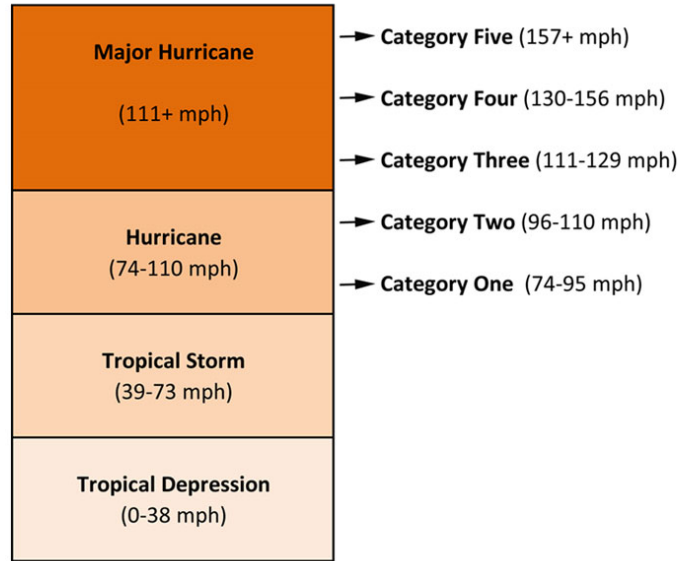 Major Hurricane
(111+ mph)
Hurricane
(74-110 mph)
Tropical Storm
(39-73 mph)
Tropical Depression
(0-38 mph)
Category Five (157+ mph)
Category Four (130-156 mph)
Category Three (111-129 mph)
Category Two (96-110 mph)
Category One (74-95 mph)